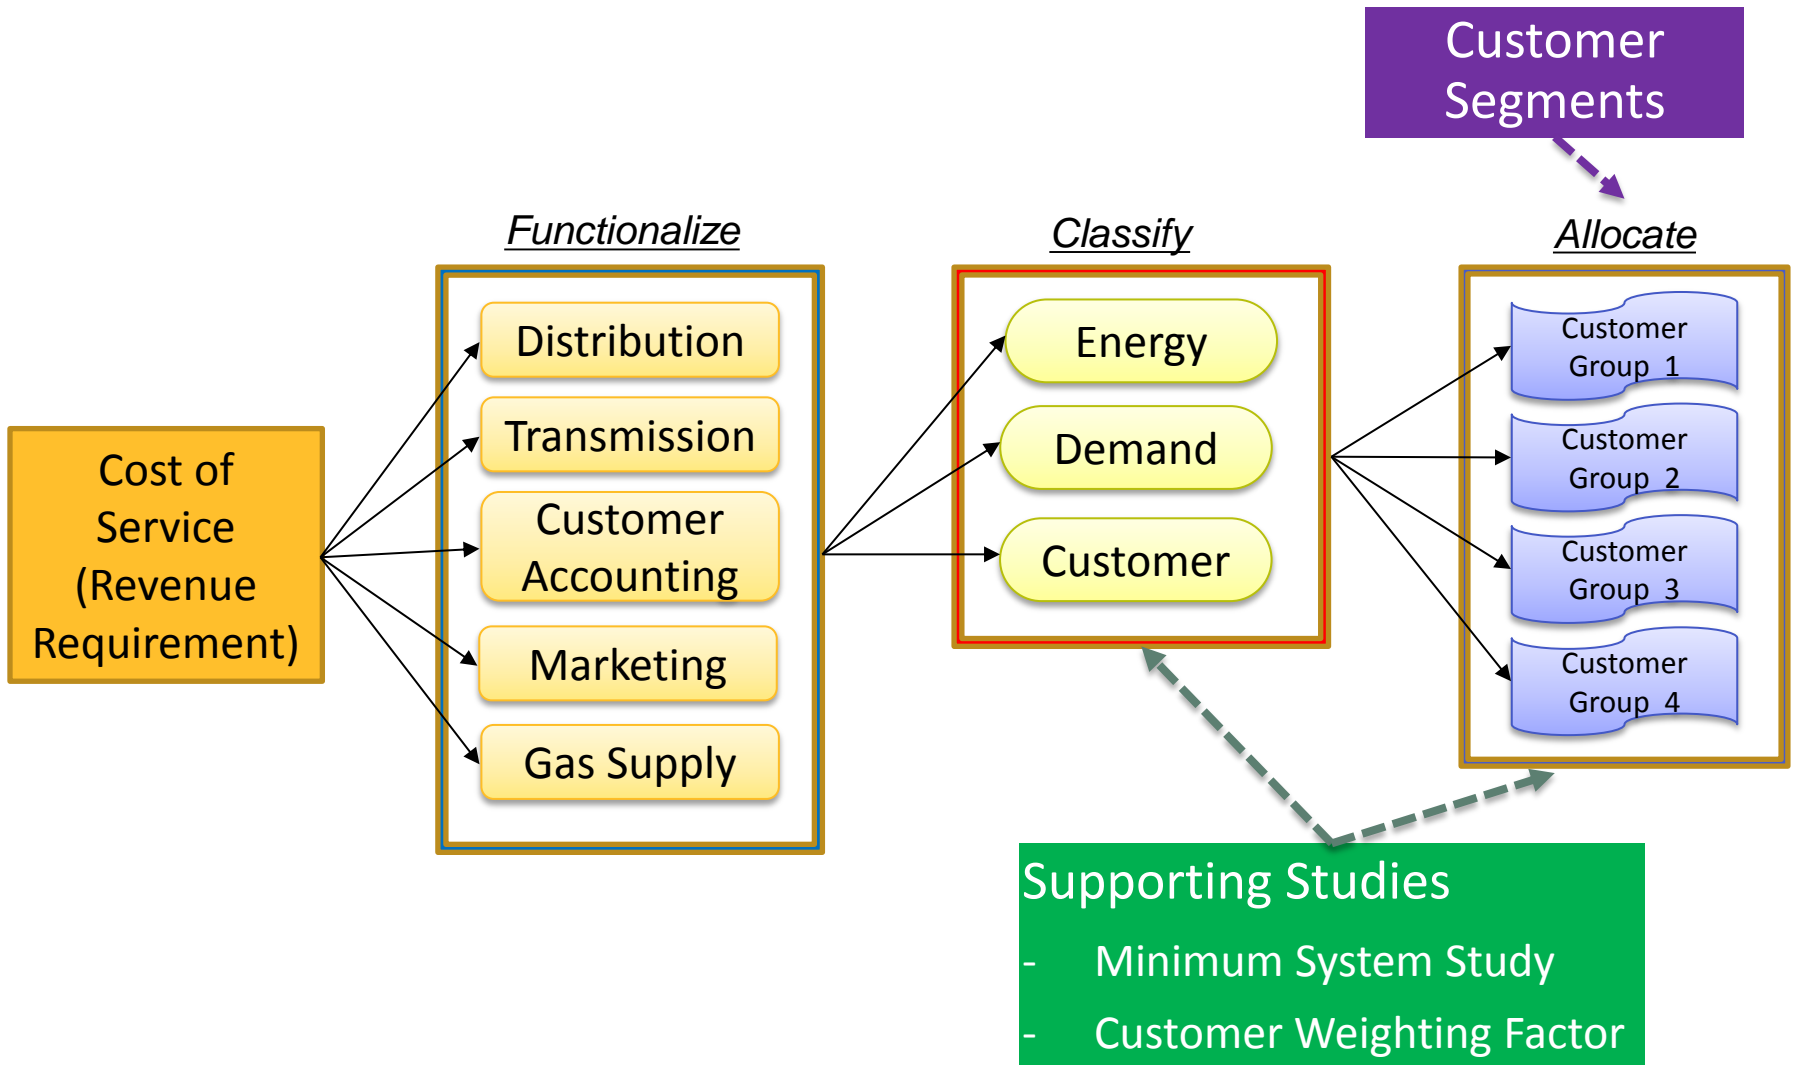 Customer
Segments
Functionalize
Classify
Allocate
Cost of
Service
(Revenue
Requirement)
Distribution
Transmission
Customer
Accounting
Marketing
Gas Supply
Energy
Demand
Customer
Customer
Group 1
Customer
Group 2
Customer
Group 3
Customer
Group 4
Supporting Studies
- Minimum System Study
- Customer Weighting Factor